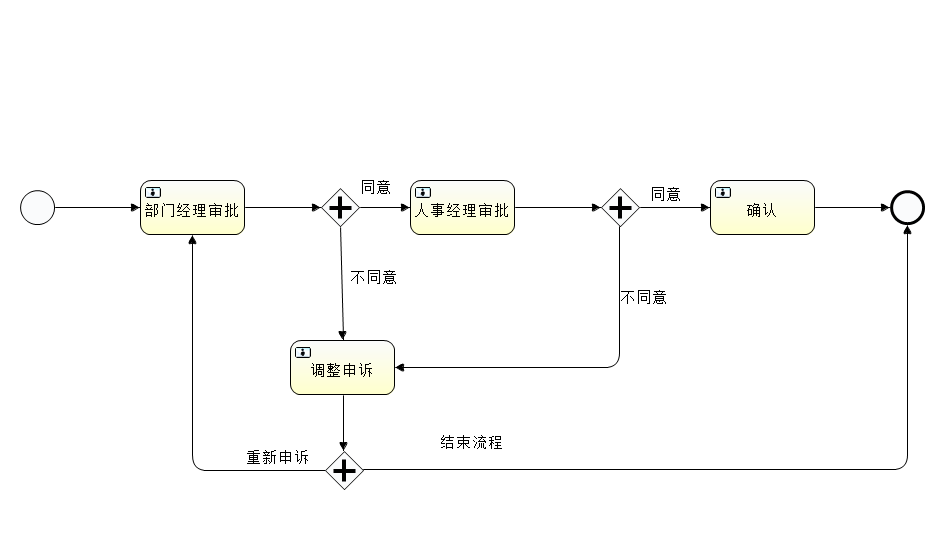 同意
同意
部门经理审批
人事经理审批
确认
不同意
不同意
调整申诉
结束流程
重新申诉